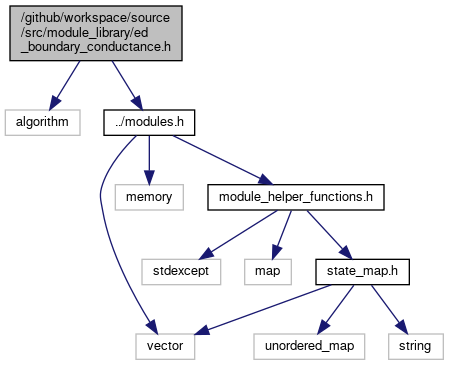 /github/workspace/source
/src/module_library/ed
_boundary_conductance.h
algorithm
../modules.h
memory
module_helper_functions.h
stdexcept
map
state_map.h
vector
unordered_map
string